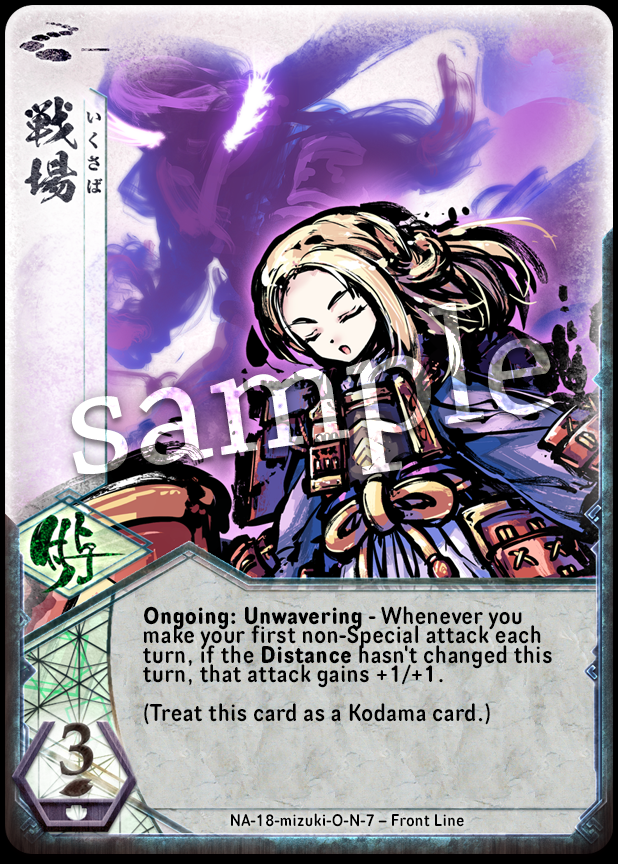 戦場
いくさば
sample
Ongoing: Unwavering - Whenever you
make your first non-Special attack each
turn, if the Distance hasn't changed this
turn, that attack gains +1/+1.
(Treat this card as a Kodama card.)
3
NA-18-mizuki-O-N-7 – Front Line